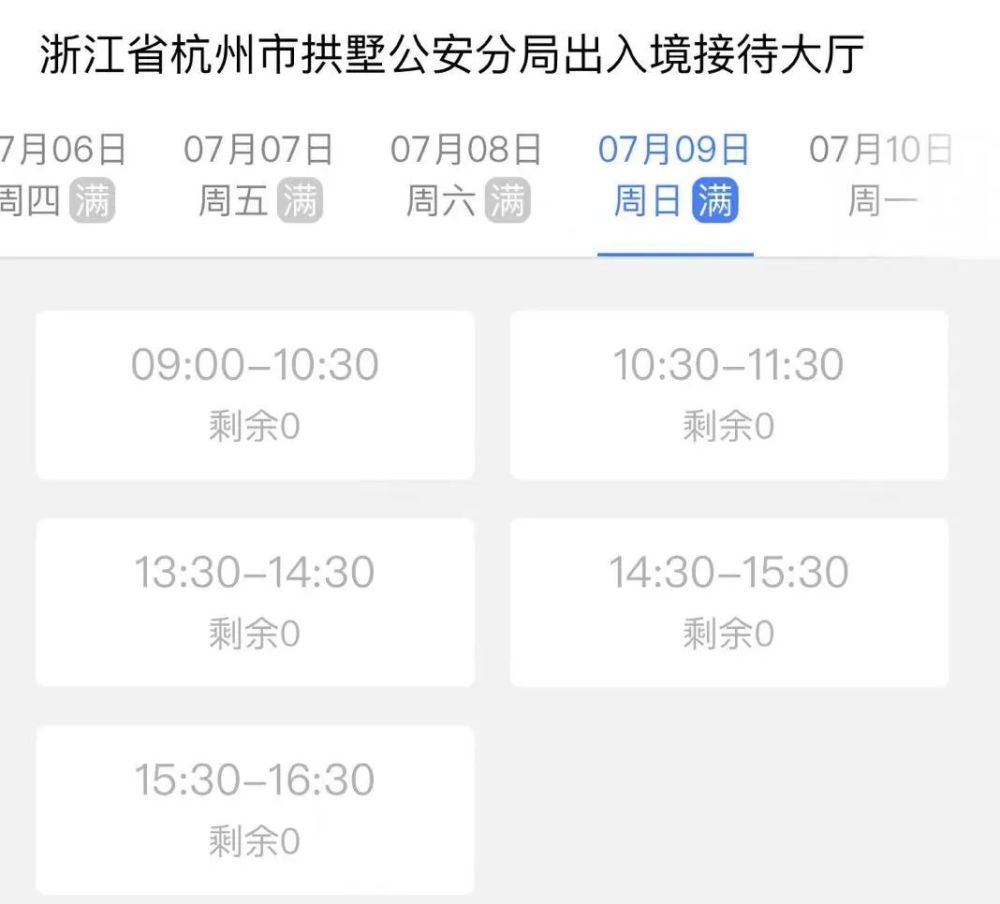 浙江省杭州市拱墅公安分局出入境接待大厅
7月06日 07月07日 07月08日 07月09日 07月10日
周四 满 周五 满 周六 满 周日 满 周一
09:00–10:30 10:30–11:30
剩余0 剩余0
13:30–14:30 14:30–15:30
剩余0 剩余0
15:30–16:30
剩余0